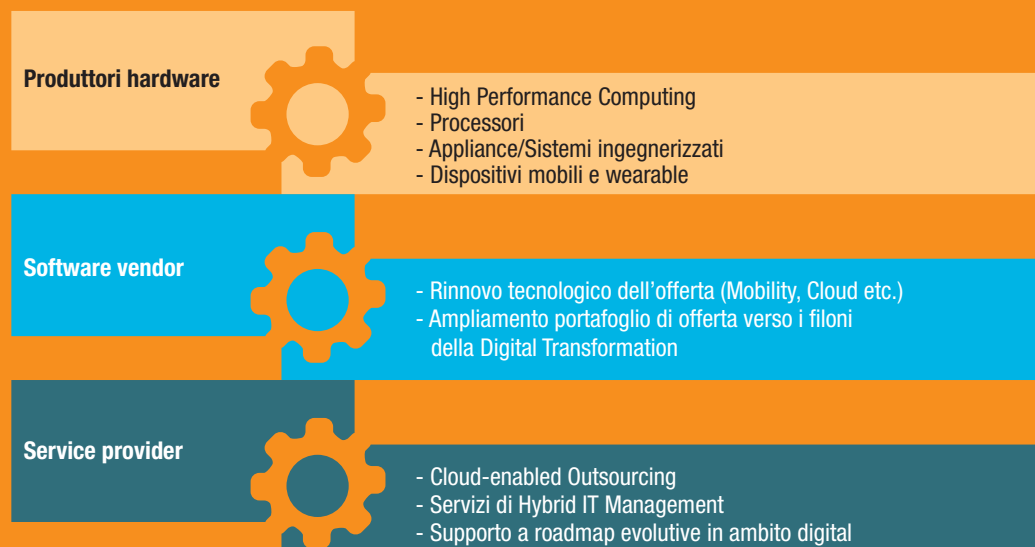 Produttori hardware
- High Performance Computing
- Processori
- Appliance/Sistemi ingegnerizzati
- Dispositivi mobili e wearable
Software vendor
- Rinnovo tecnologico dell’offerta (Mobility, Cloud etc.)
- Ampliamento portafoglio di offerta verso i filoni
della Digital Transformation
Service provider
- Cloud-enabled Outsourcing
- Servizi di Hybrid IT Management
- Supporto a roadmap evolutive in ambito digital